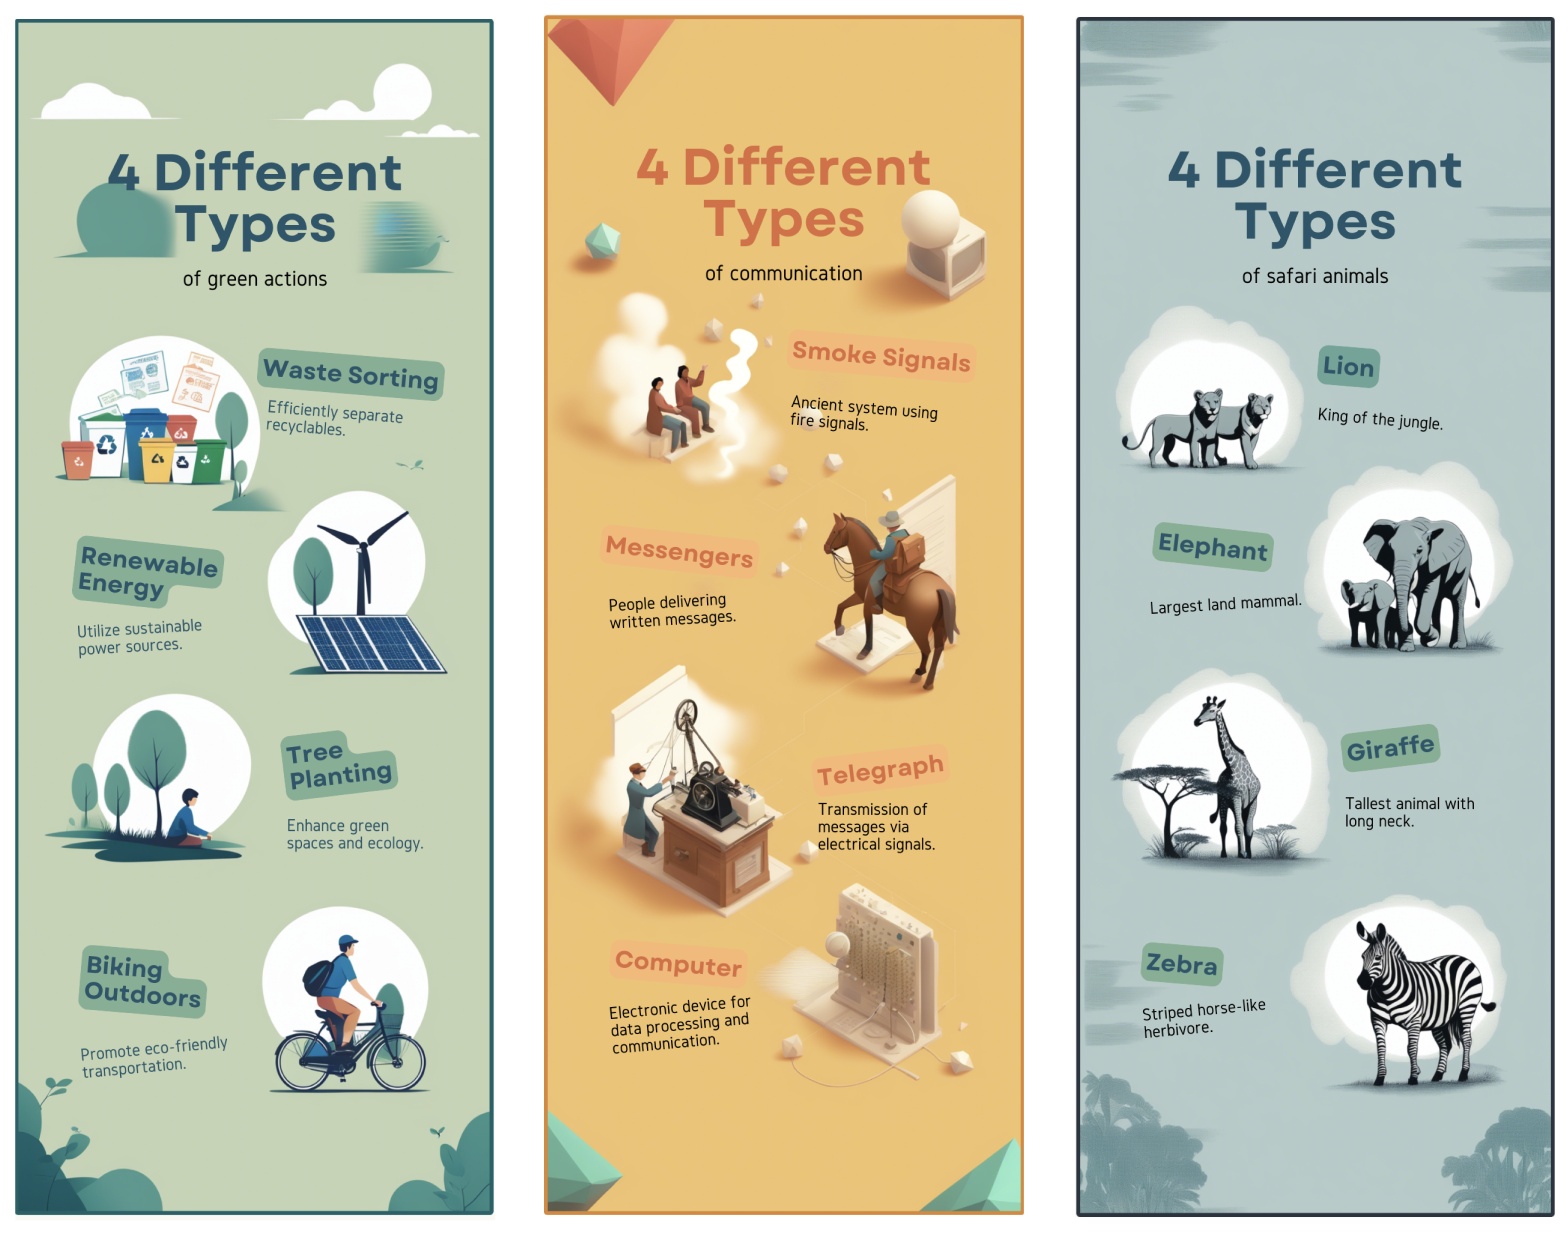 4 Different
Types
of green actions
Waste Sorting
Efficiently separate
recyclables.
Renewable
Energy
Utilize sustainable
power sources.
Tree
Planting
Enhance green
spaces and ecology.
Biking
Outdoors
Promote eco-friendly
transportation.
4 Different
Types
of communication
Smoke Signals
Ancient system using
fire signals.
Messengers
People delivering
written messages.
Telegraph
Transmission of
messages via
electrical signals.
Computer
Electronic device for
data processing and
communication.
4 Different
Types
of safari animals
Lion
King of the jungle.
Elephant
Largest land mammal.
Giraffe
Tallest animal with
long neck.
Zebra
Striped horse-like
herbivore.